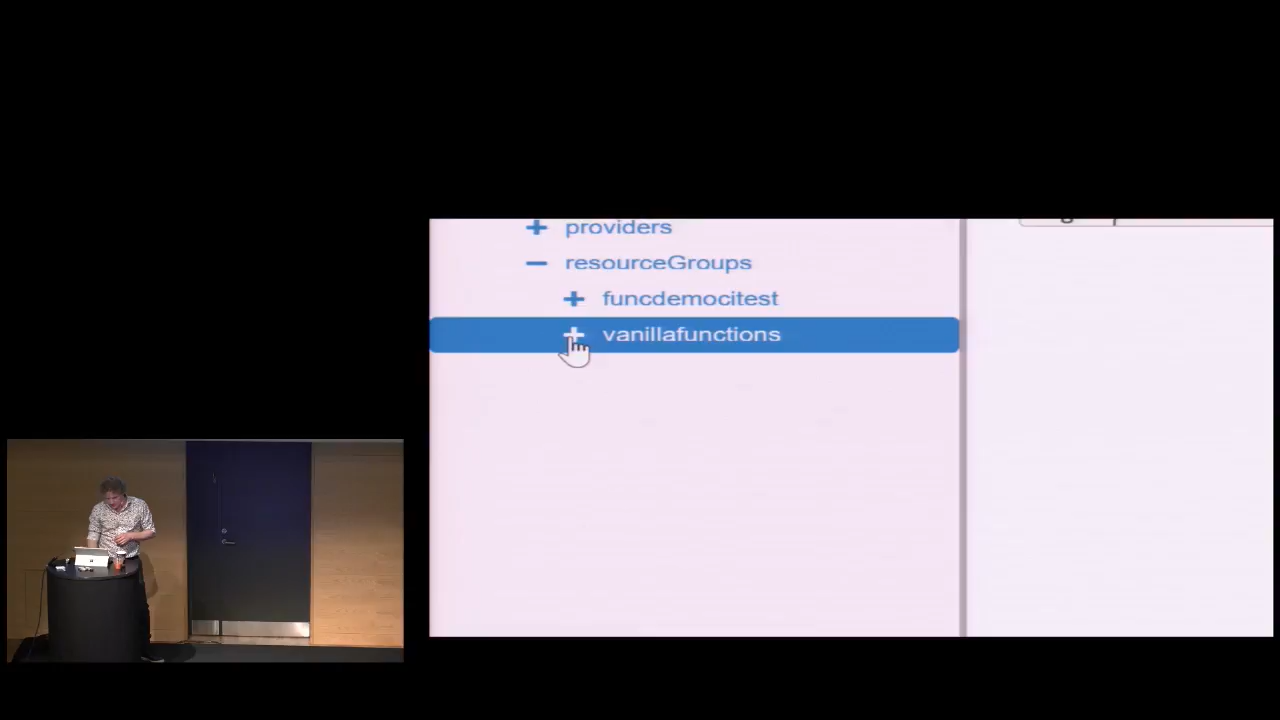 providers
resourceGroups
funcdemocitest
vanillafunctions